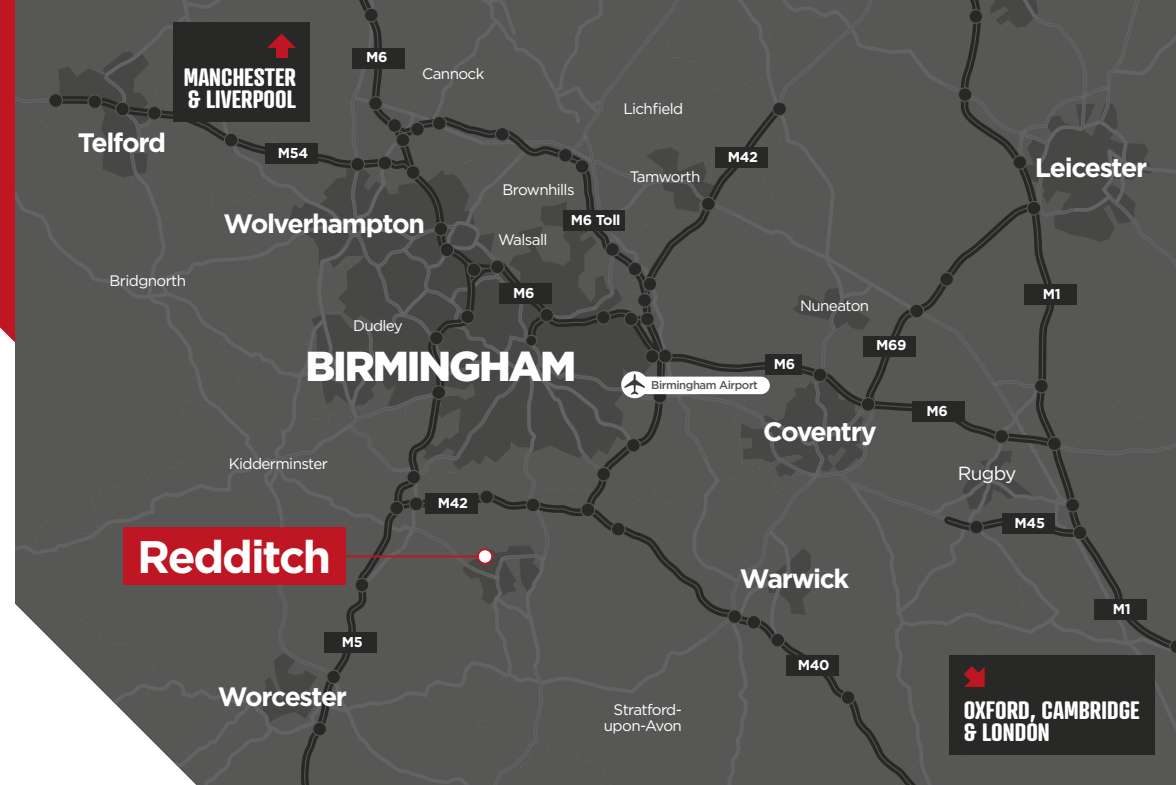 M6
Cannock
MANCHESTER
& LIVERPOOL
Lichfield
Telford
M54
M42
Leicester
Tamworth
Brownhills
Wolverhampton
M6 Toll
Walsall
Bridgnorth
M6
M1
Nuneaton
Dudley
M69
BIRMINGHAM
M6
Birmingham Airport
M6
Coventry
Kidderminster
Rugby
M42
M45
Redditch
Warwick
M1
M5
M40
Worcester
Stratford-
upon-Avon
OXFORD, CAMBRIDGE
& LONDON